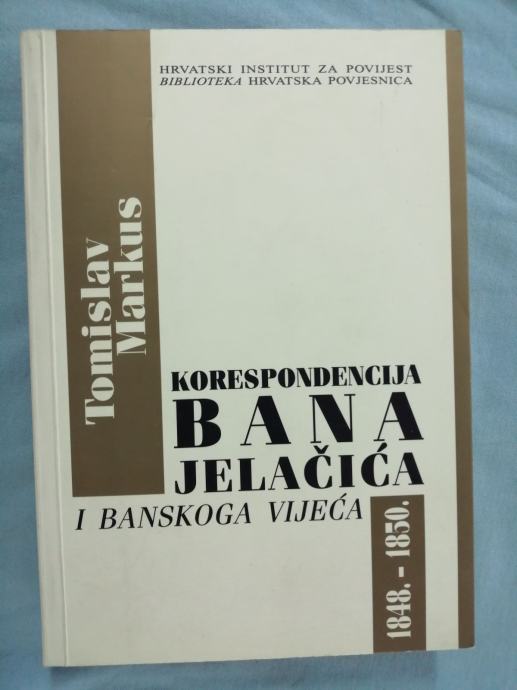 HRVATSKI INSTITUT ZA POVIJEST
BIBLIOTEKA HRVATSKA POVJESNICA
Tomislav
Markus
KORESPONDENCIJA
BANA
JELAČIĆA
I BANSKOGA VIJEĆA
1848. - 1850.